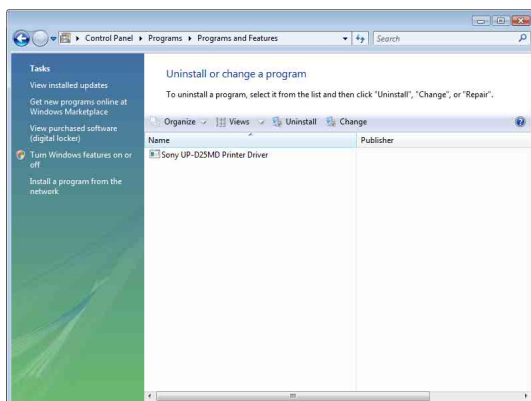 Control Panel ▸ Programs ▸ Programs and Features
Search
Tasks
View installed updates
Get new programs online at
Windows Marketplace
View purchased software
(digital locker)
Turn Windows features on or
off
Install a program from the
network
Uninstall or change a program
To uninstall a program, select it from the list and then click "Uninstall", "Change", or "Repair".
Organize Views Uninstall Change
Name Publisher
Sony UP-D25MD Printer Driver